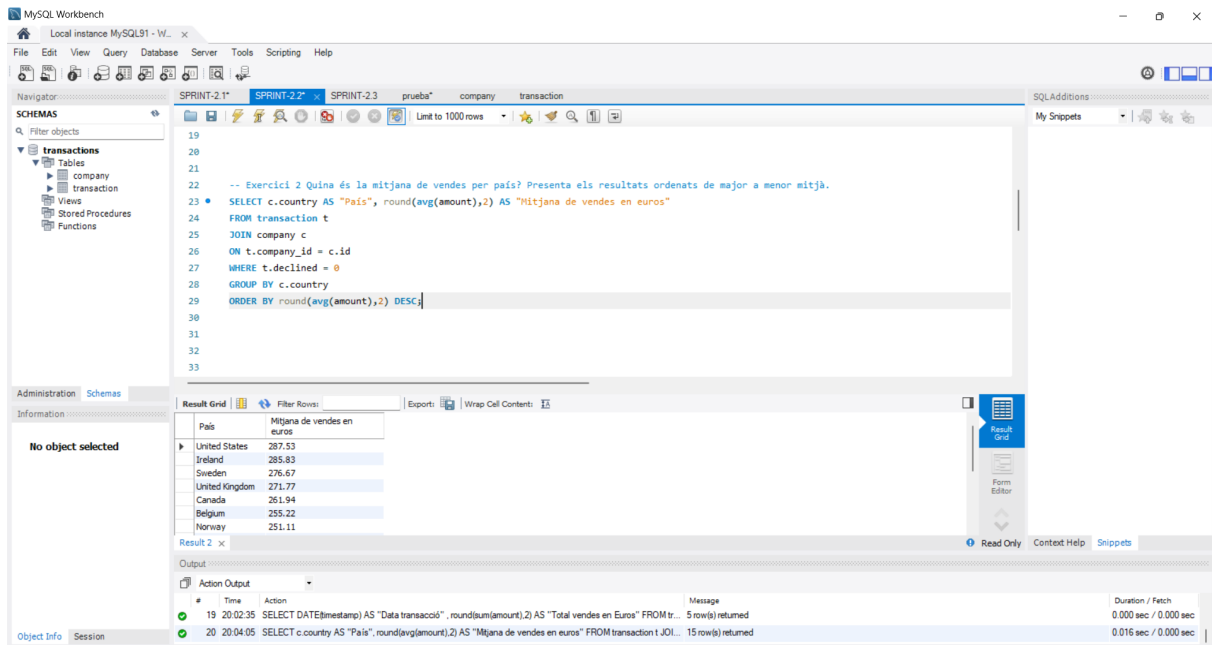 MySQL Workbench
Local instance MySQL91 - W... ×
File Edit View Query Database Server Tools Scripting Help
Navigator
SCHEMAS
Filter objects
transactions
Tables
company
transaction
Views
Stored Procedures
Functions
Administration Schemas
Information
No object selected
Object Info Session
SPRINT-2.1* SPRINT-2.2* × SPRINT-2.3 prueba* company transaction
Limit to 1000 rows
19
20
21
22 -- Exercici 2 Quina és la mitjana de vendes per país? Presenta els resultats ordenats de major a menor mitjà.
23 SELECT c.country AS "País", round(avg(amount),2) AS "Mitjana de vendes en euros"
24 FROM transaction t
25 JOIN company c
26 ON t.company_id = c.id
27 WHERE t.declined = 0
28 GROUP BY c.country
29 ORDER BY round(avg(amount),2) DESC;
30
31
32
33
Result Grid Filter Rows: Export: Wrap Cell Content:
País Mitjana de vendes en euros
United States 287.53
Ireland 285.83
Sweden 276.67
United Kingdom 271.77
Canada 261.94
Belgium 255.22
Norway 251.11
Result 2 ×
Result Grid
Form Editor
Read Only
SQLAdditions
My Snippets
Context Help Snippets
Output
Action Output
# Time Action Message Duration / Fetch
19 20:02:35 SELECT DATE(timestamp) AS "Data transacció" , round(sum(amount),2) AS "Total vendes en Euros" FROM tr... 5 row(s) returned 0.000 sec / 0.000 sec
20 20:04:05 SELECT c.country AS "País", round(avg(amount),2) AS "Mitjana de vendes en euros" FROM transaction t JOI... 15 row(s) returned 0.016 sec / 0.000 sec